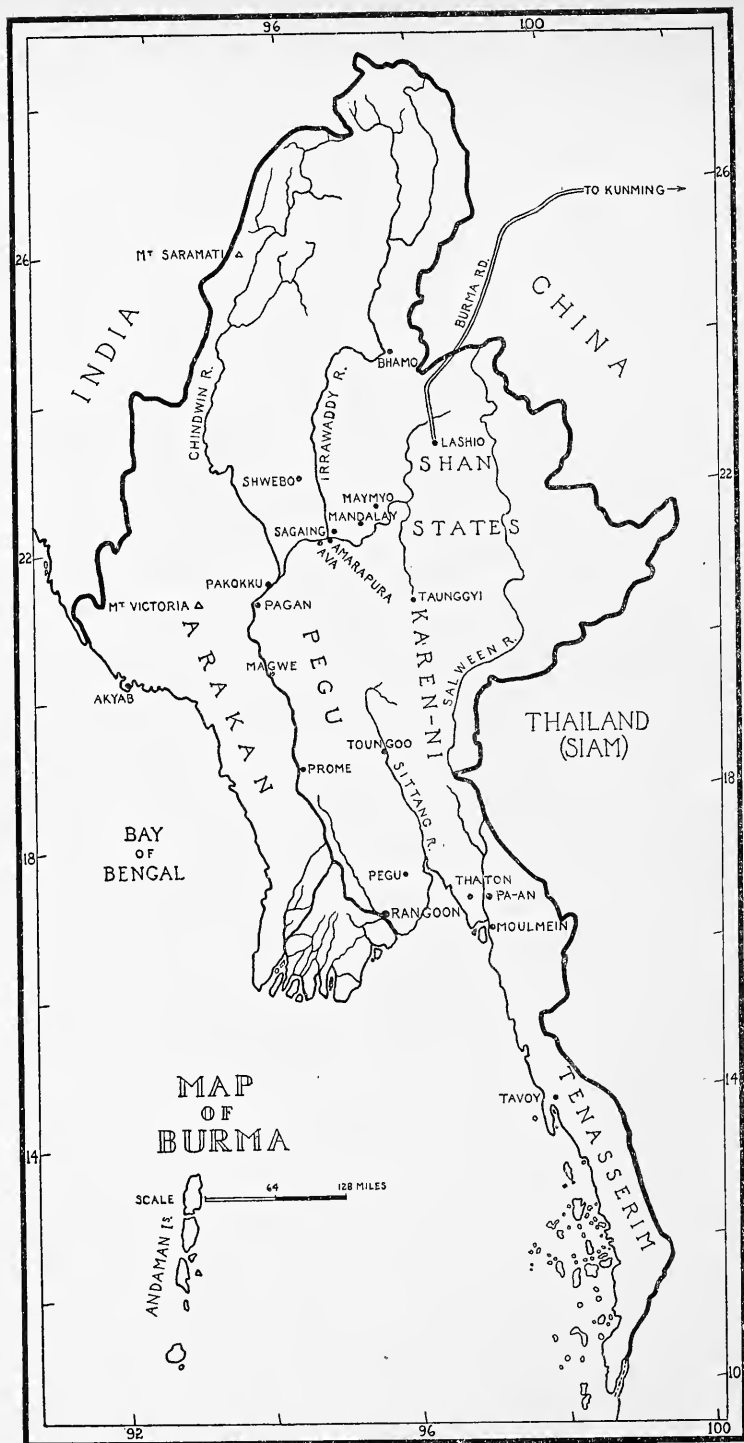 96
100
26
TO KUNMING
MT SARAMATI
26
BURMA RD.
CHINA
INDIA
BHAMO
CHINDWIN R.
IRRAWADDY R.
LASHIO
SHAN
SHWEBO
22
MAYMYO
MANDALAY
STATES
SAGAING
22
AVA
AMARAPURA
PAKOKKU
TAUNGGYI
MT VICTORIA
PAGAN
ARAKAN
PEGU
KAREN-NI
SALWEEN R.
MAGWE
AKYAB
THAILAND
(SIAM)
TOUNGOO
PROME
18
SITTANG R.
BAY
OF
BENGAL
18
PEGU
THATON
PA-AN
RANGOON
MOULMEIN
14
TAVOY
TENASSERIM
MAP
OF
BURMA
14
SCALE
64
128 MILES
ANDAMAN IS.
10
92
96
100